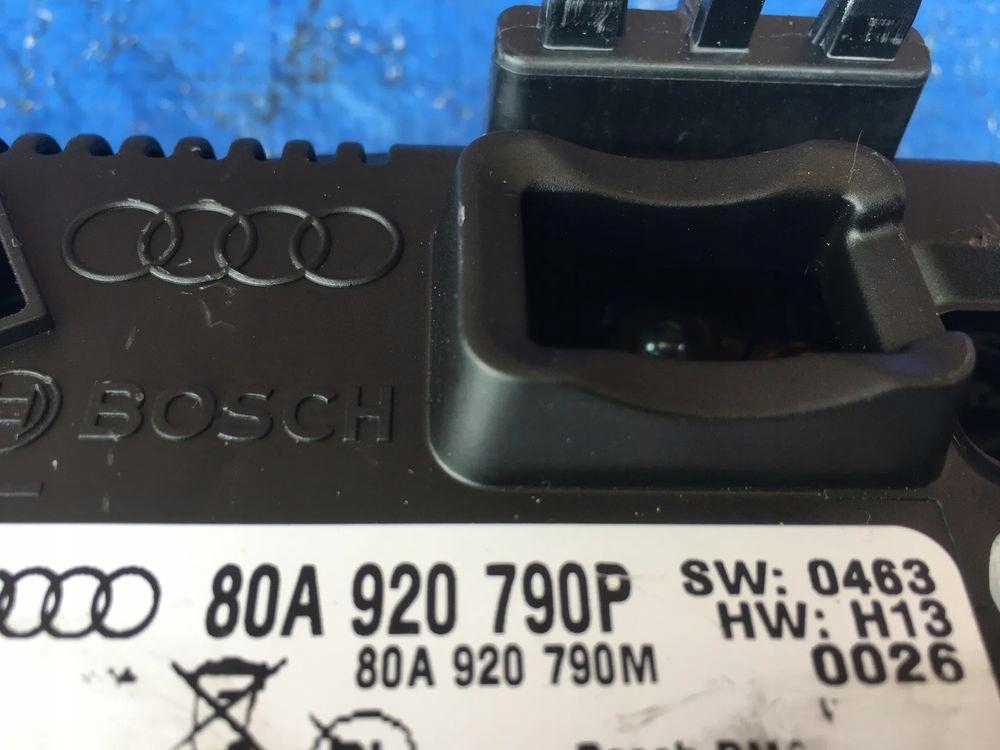 BOSCH
80A 920 790P
80A 920 790M
SW: 0463
HW: H13
0026